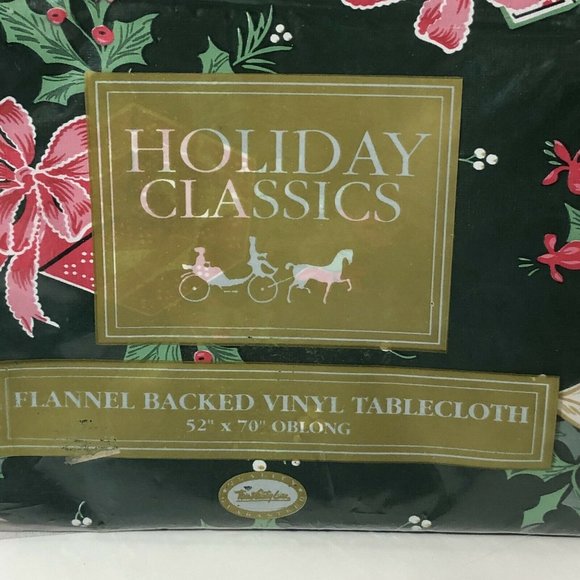 HOLIDAY
CLASSICS
FLANNEL BACKED VINYL TABLECLOTH
52" x 70" OBLONG